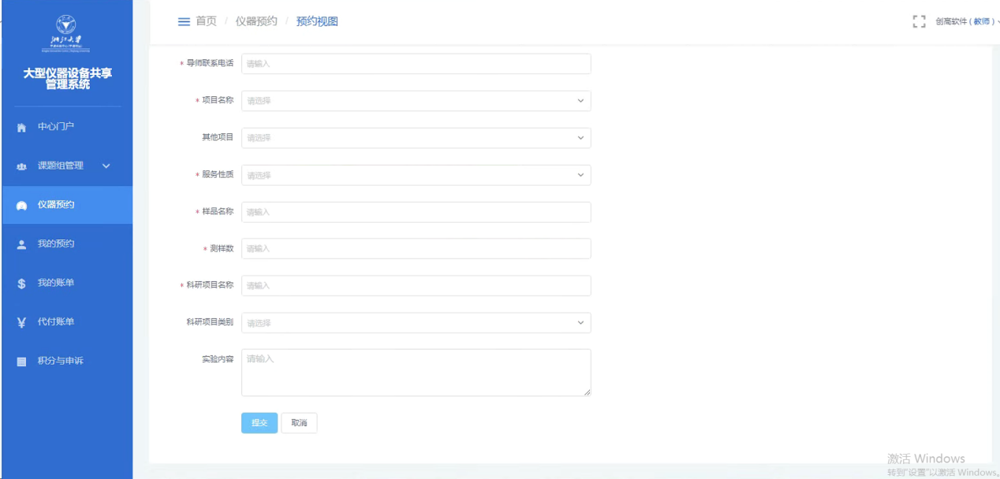 浙江大学
大型仪器设备共享
管理系统
中心门户
课题组管理
仪器预约
我的预约
我的账单
代付账单
积分与申诉
首页 / 仪器预约 / 预约视图
创高软件 ( 教师 )
* 导师联系电话 请输入
* 项目名称 请选择
其他项目 请选择
* 服务性质 请选择
* 样品名称 请输入
* 测样数 请输入
* 科研项目名称 请输入
科研项目类别 请选择
实验内容 请输入
提交 取消
激活 Windows
转到"设置"以激活 Windows。